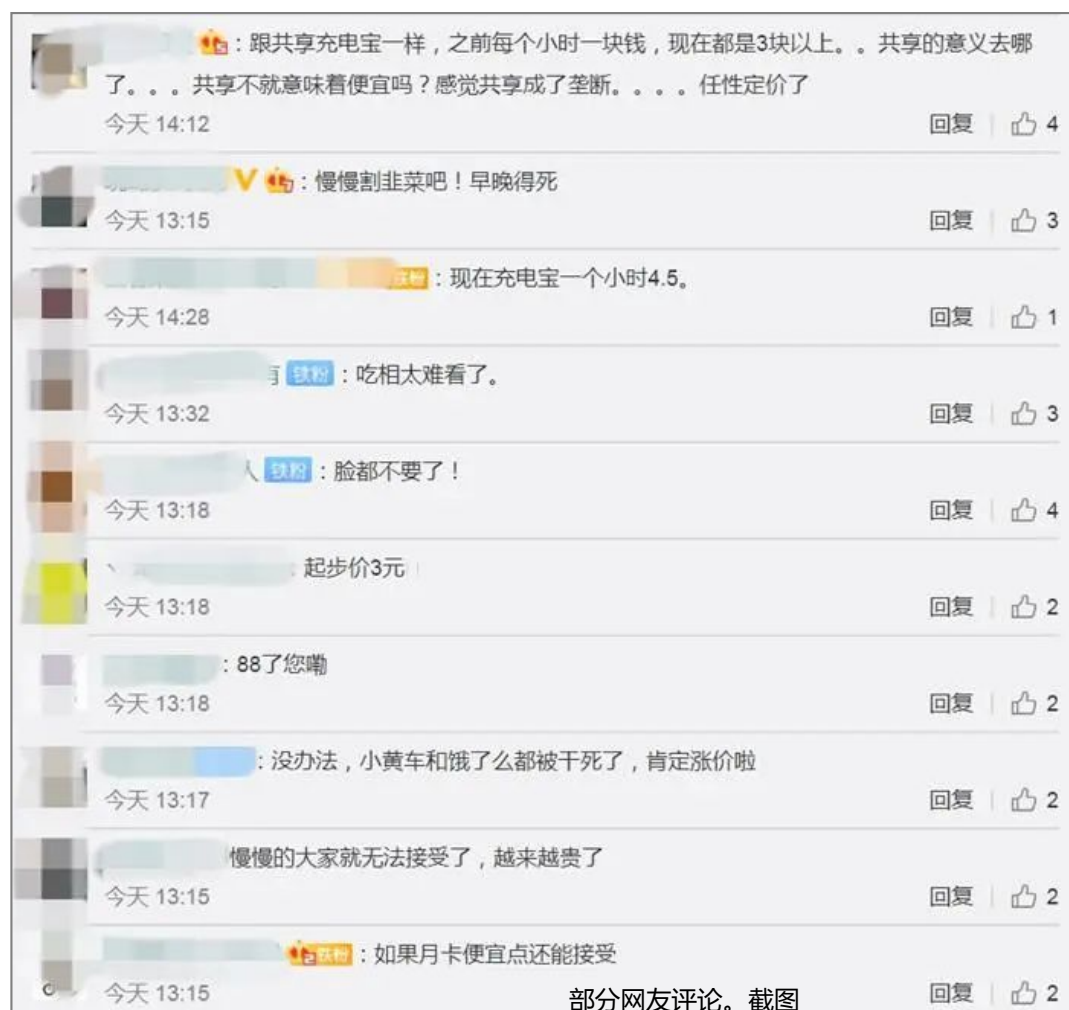 ：跟共享充电宝一样，之前每个小时一块钱，现在都是3块以上。。共享的意义去哪
了。。。共享不就意味着便宜吗？感觉共享成了垄断。。。。任性定价了
今天 14:12 回复 4
：慢慢割韭菜吧！早晚得死
今天 13:15 回复 3
铁粉：现在充电宝一个小时4.5。
今天 14:28 回复 1
铁粉：吃相太难看了。
今天 13:32 回复 3
人 铁粉：脸都不要了！
今天 13:18 回复 4
：起步价3元
今天 13:18 回复 2
：88了您嘞
今天 13:18 回复 2
：没办法，小黄车和饿了么都被干死了，肯定涨价啦
今天 13:17 回复 2
慢慢的大家就无法接受了，越来越贵了
今天 13:15 回复 2
铁粉：如果月卡便宜点还能接受
今天 13:15 回复 2
部分网友评论。截图